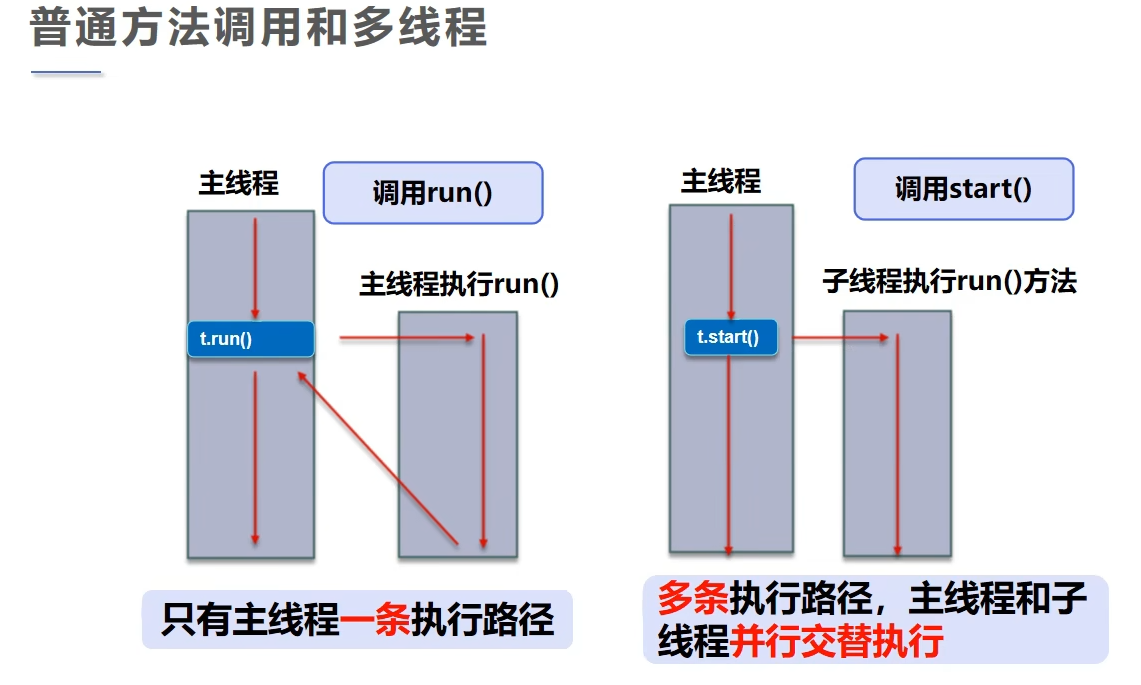 普通方法调用和多线程
主线程
调用run()
主线程执行run()
t.run()
只有主线程一条执行路径
主线程
调用start()
子线程执行run()方法
t.start()
多条执行路径，主线程和子
线程并行交替执行